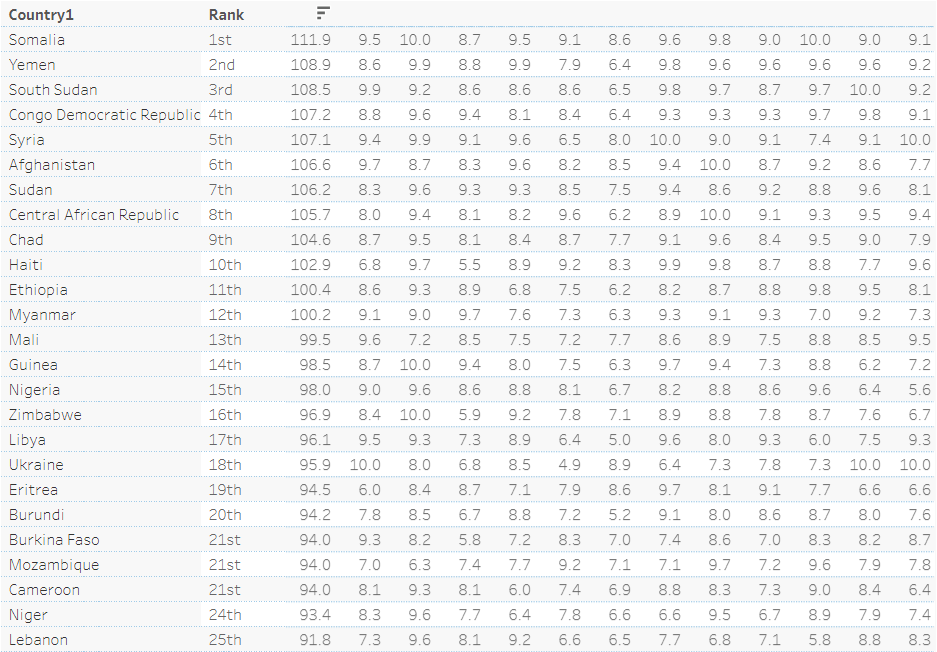 Country1 Rank
Somalia 1st 111.9 9.5 10.0 8.7 9.5 9.1 8.6 9.6 9.8 9.0 10.0 9.0 9.1
Yemen 2nd 108.9 8.6 9.9 8.8 9.9 7.9 6.4 9.8 9.6 9.6 9.6 9.6 9.2
South Sudan 3rd 108.5 9.9 9.2 8.6 8.6 8.6 6.5 9.8 9.7 8.7 9.7 10.0 9.2
Congo Democratic Republic 4th 107.2 8.8 9.6 9.4 8.1 8.4 6.4 9.3 9.3 9.3 9.7 9.8 9.1
Syria 5th 107.1 9.4 9.9 9.1 9.6 6.5 8.0 10.0 9.0 9.1 7.4 9.1 10.0
Afghanistan 6th 106.6 9.7 8.7 8.3 9.6 8.2 8.5 9.4 10.0 8.7 9.2 8.6 7.7
Sudan 7th 106.2 8.3 9.6 9.3 9.3 8.5 7.5 9.4 8.6 9.2 8.8 9.6 8.1
Central African Republic 8th 105.7 8.0 9.4 8.1 8.2 9.6 6.2 8.9 10.0 9.1 9.3 9.5 9.4
Chad 9th 104.6 8.7 9.5 8.1 8.4 8.7 7.7 9.1 9.6 8.4 9.5 9.0 7.9
Haiti 10th 102.9 6.8 9.7 5.5 8.9 9.2 8.3 9.9 9.8 8.7 8.8 7.7 9.6
Ethiopia 11th 100.4 8.6 9.3 8.9 6.8 7.5 6.2 8.2 8.7 8.8 9.8 9.5 8.1
Myanmar 12th 100.2 9.1 9.0 9.7 7.6 7.3 6.3 9.3 9.1 9.3 7.0 9.2 7.3
Mali 13th 99.5 9.6 7.2 8.5 7.5 7.2 7.7 8.6 8.9 7.5 8.8 8.5 9.5
Guinea 14th 98.5 8.7 10.0 9.4 8.0 7.5 6.3 9.7 9.4 7.3 8.8 6.2 7.2
Nigeria 15th 98.0 9.0 9.6 8.6 8.8 8.1 6.7 8.2 8.8 8.6 9.6 6.4 5.6
Zimbabwe 16th 96.9 8.4 10.0 5.9 9.2 7.8 7.1 8.9 8.8 7.8 8.7 7.6 6.7
Libya 17th 96.1 9.5 9.3 7.3 8.9 6.4 5.0 9.6 8.0 9.3 6.0 7.5 9.3
Ukraine 18th 95.9 10.0 8.0 6.8 8.5 4.9 8.9 6.4 7.3 7.8 7.3 10.0 10.0
Eritrea 19th 94.5 6.0 8.4 8.7 7.1 7.9 8.6 9.7 8.1 9.1 7.7 6.6 6.6
Burundi 20th 94.2 7.8 8.5 6.7 8.8 7.2 5.2 9.1 8.0 8.6 8.7 8.0 7.6
Burkina Faso 21st 94.0 9.3 8.2 5.8 7.2 8.3 7.0 7.4 8.6 7.0 8.3 8.2 8.7
Mozambique 21st 94.0 7.0 6.3 7.4 7.7 9.2 7.1 7.1 9.7 7.2 9.6 7.9 7.8
Cameroon 21st 94.0 8.1 9.3 8.1 6.0 7.4 6.9 8.8 8.3 7.3 9.0 8.4 6.4
Niger 24th 93.4 8.3 9.6 7.7 6.4 7.8 6.6 6.6 9.5 6.7 8.9 7.9 7.4
Lebanon 25th 91.8 7.3 9.6 8.1 9.2 6.6 6.5 7.7 6.8 7.1 5.8 8.8 8.3